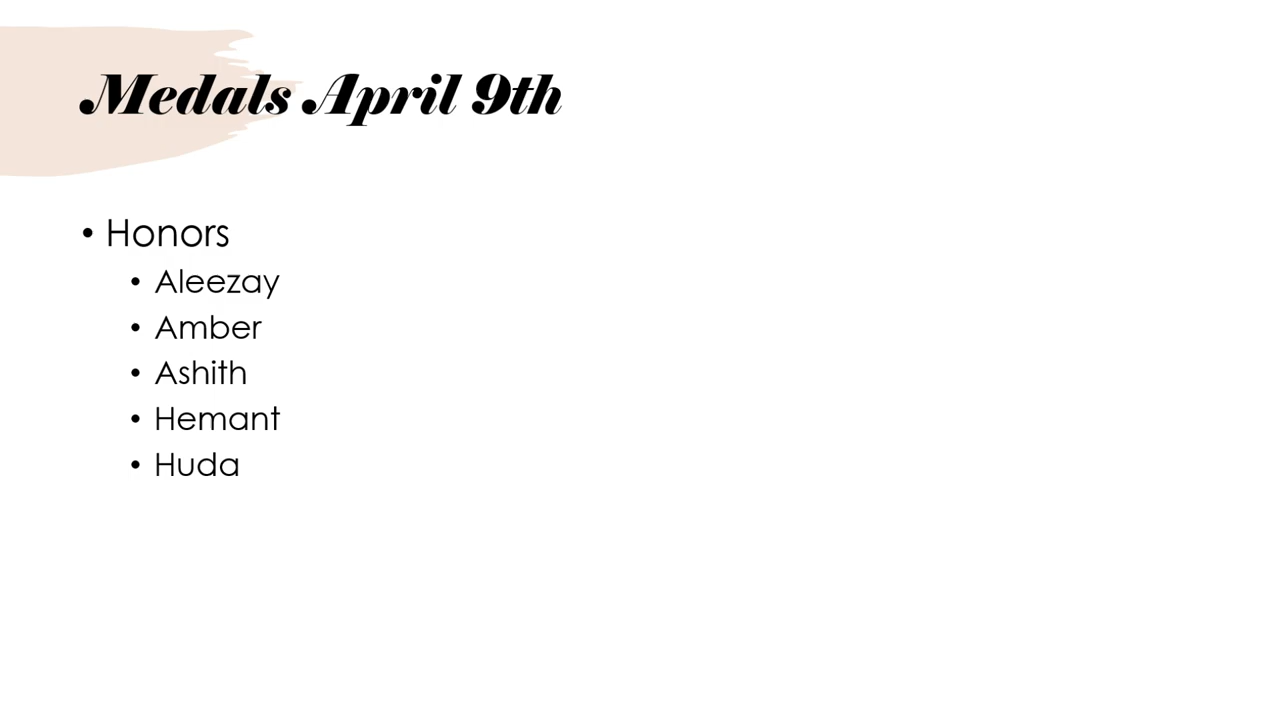 Medals April 9th
• Honors
• Aleezay
• Amber
• Ashith
• Hemant
• Huda